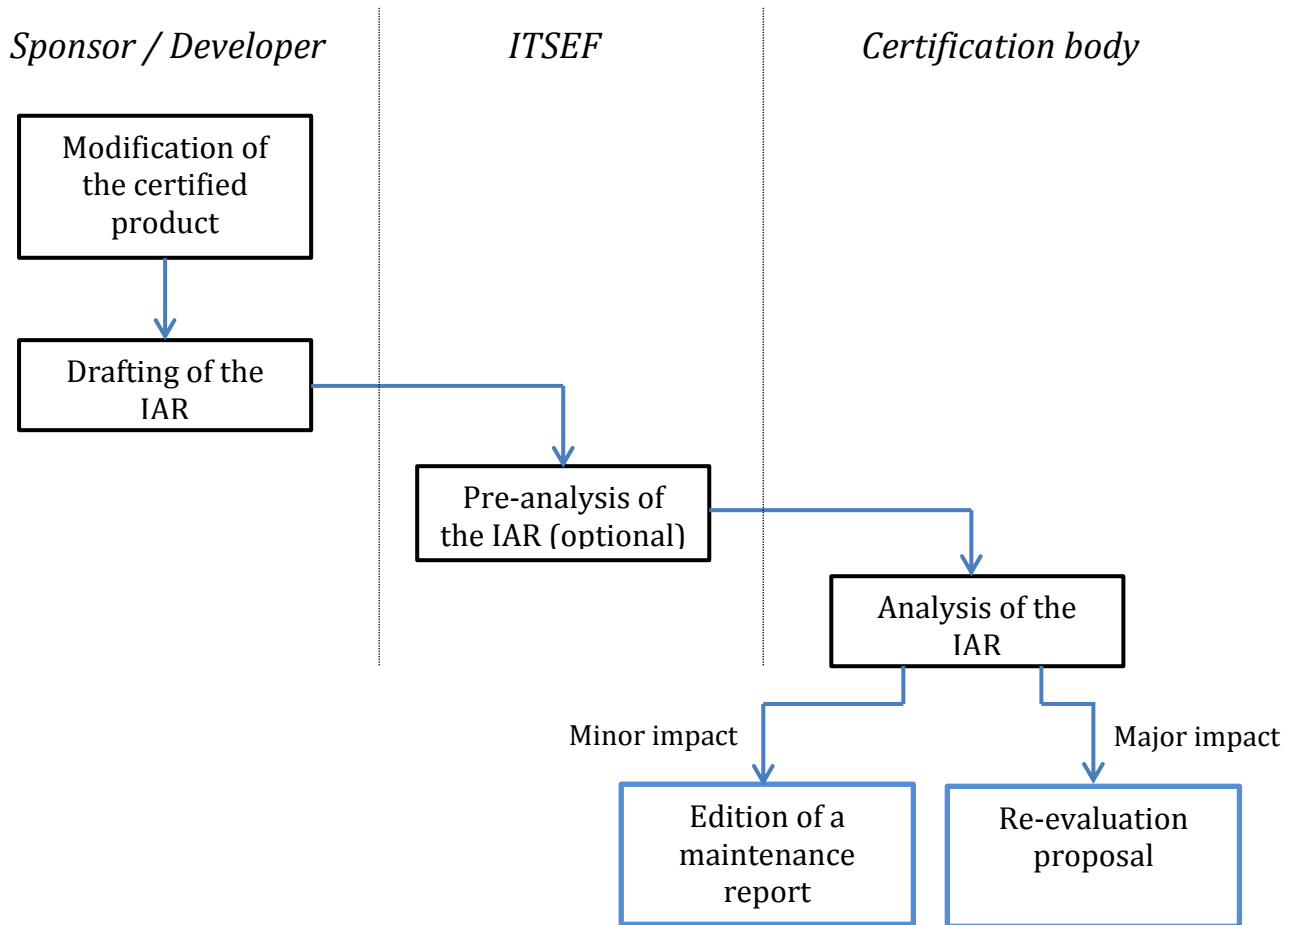 Sponsor / Developer
ITSEF
Certification body
Modification of
the certified
product
Drafting of the
IAR
Pre-analysis of
the IAR (optional)
Analysis of the
IAR
Minor impact
Major impact
Edition of a
maintenance
report
Re-evaluation
proposal